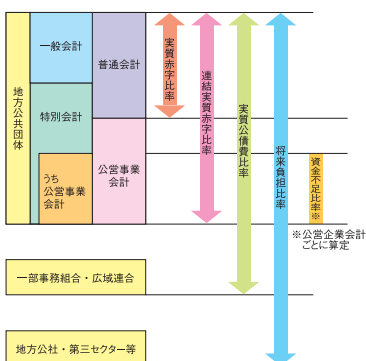 地方公共団体
一般会計
特別会計
うち
公営事業
会計
普通会計
公営事業
会計
実質赤字比率
連結実質赤字比率
実質公債費比率
将来負担比率
資金不足比率※
※公営企業会計
ごとに算定
一部事務組合・広域連合
地方公社・第三セクター等